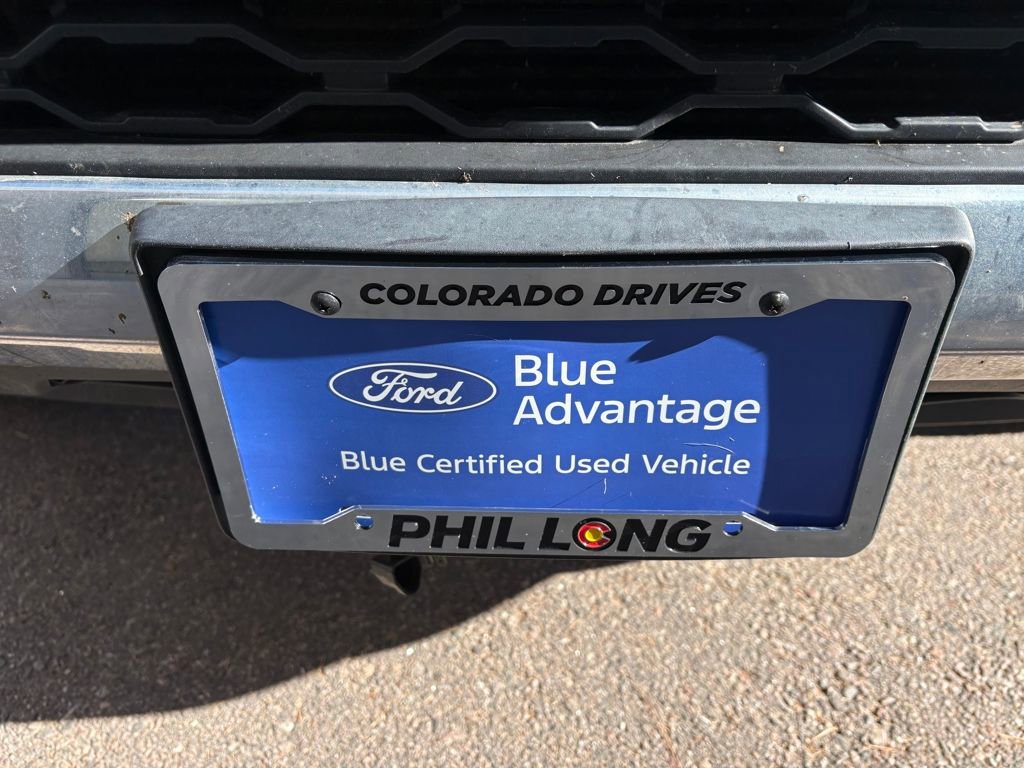 COLORADO DRIVES
Ford
Blue
Advantage
Blue Certified Used Vehicle
PHIL LONG